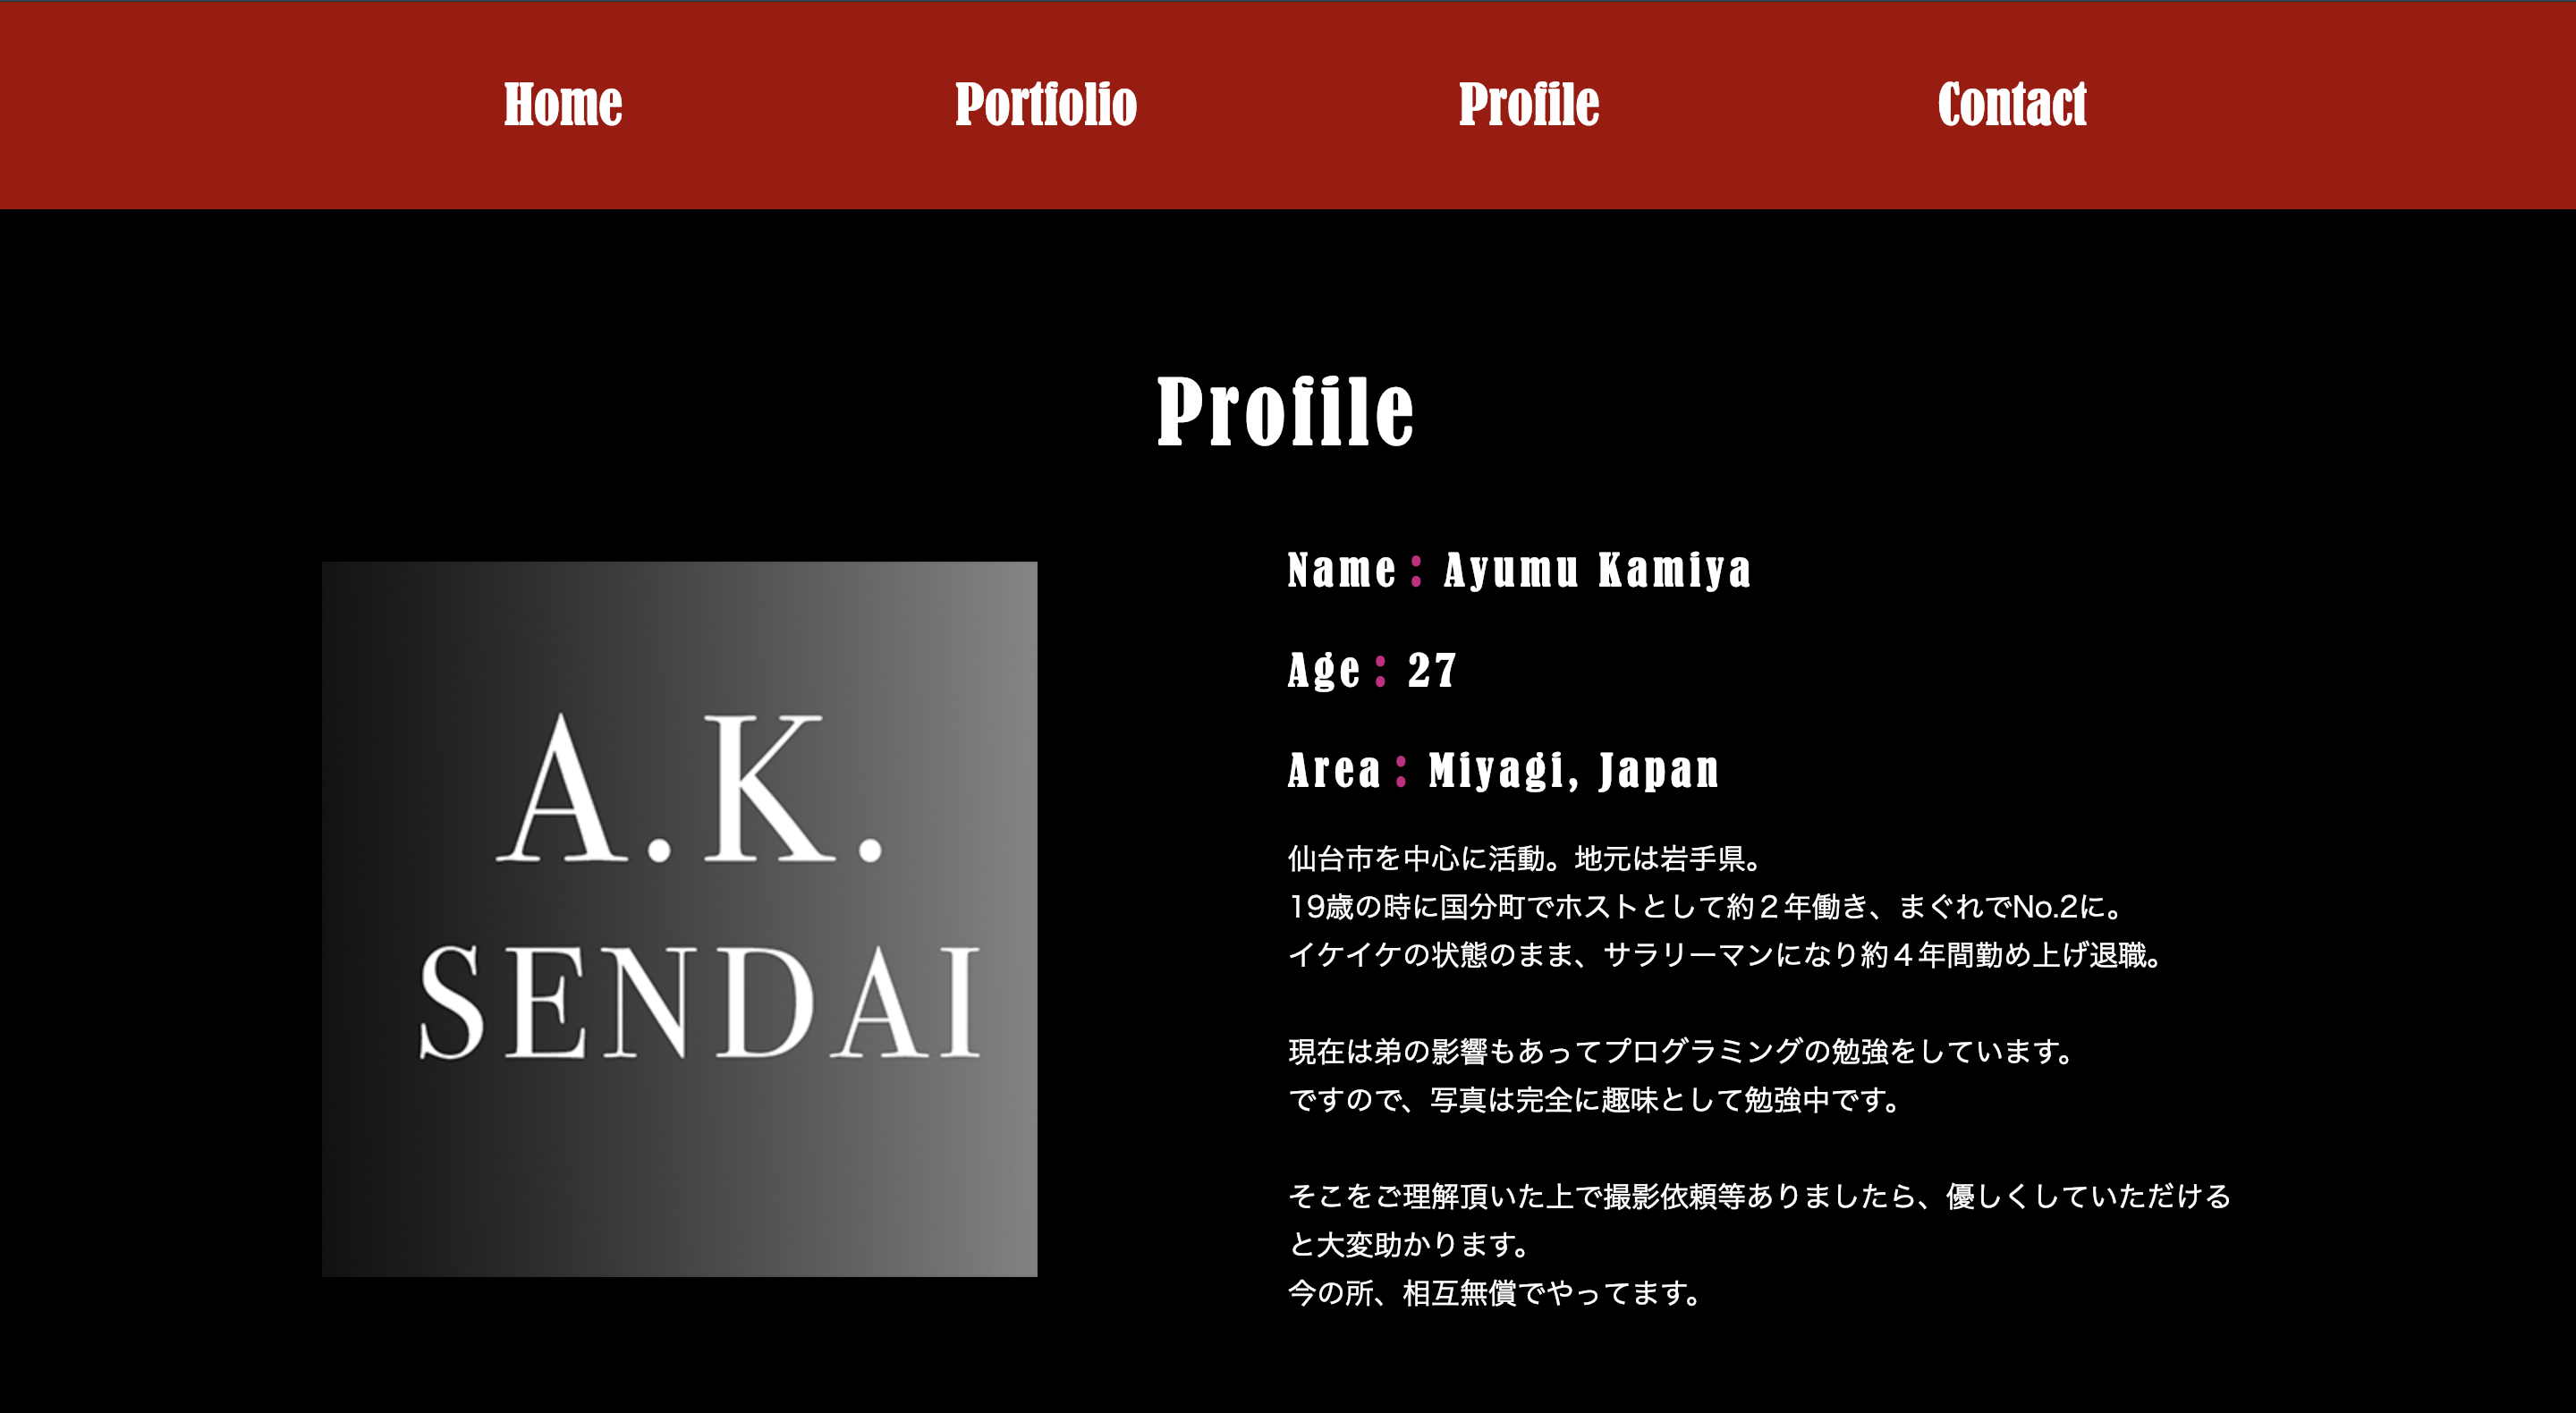 Home Portfolio Profile Contact
Profile
A.K.
SENDAI
Name： Ayumu Kamiya
Age： 27
Area： Miyagi, Japan
仙台市を中心に活動。地元は岩手県。
19歳の時に国分町でホストとして約２年働き、まぐれでNo.2に。
イケイケの状態のまま、サラリーマンになり約４年間勤め上げ退職。
現在は弟の影響もあってプログラミングの勉強をしています。
ですので、写真は完全に趣味として勉強中です。
そこをご理解頂いた上で撮影依頼等ありましたら、優しくしていただける
と大変助かります。
今の所、相互無償でやってます。